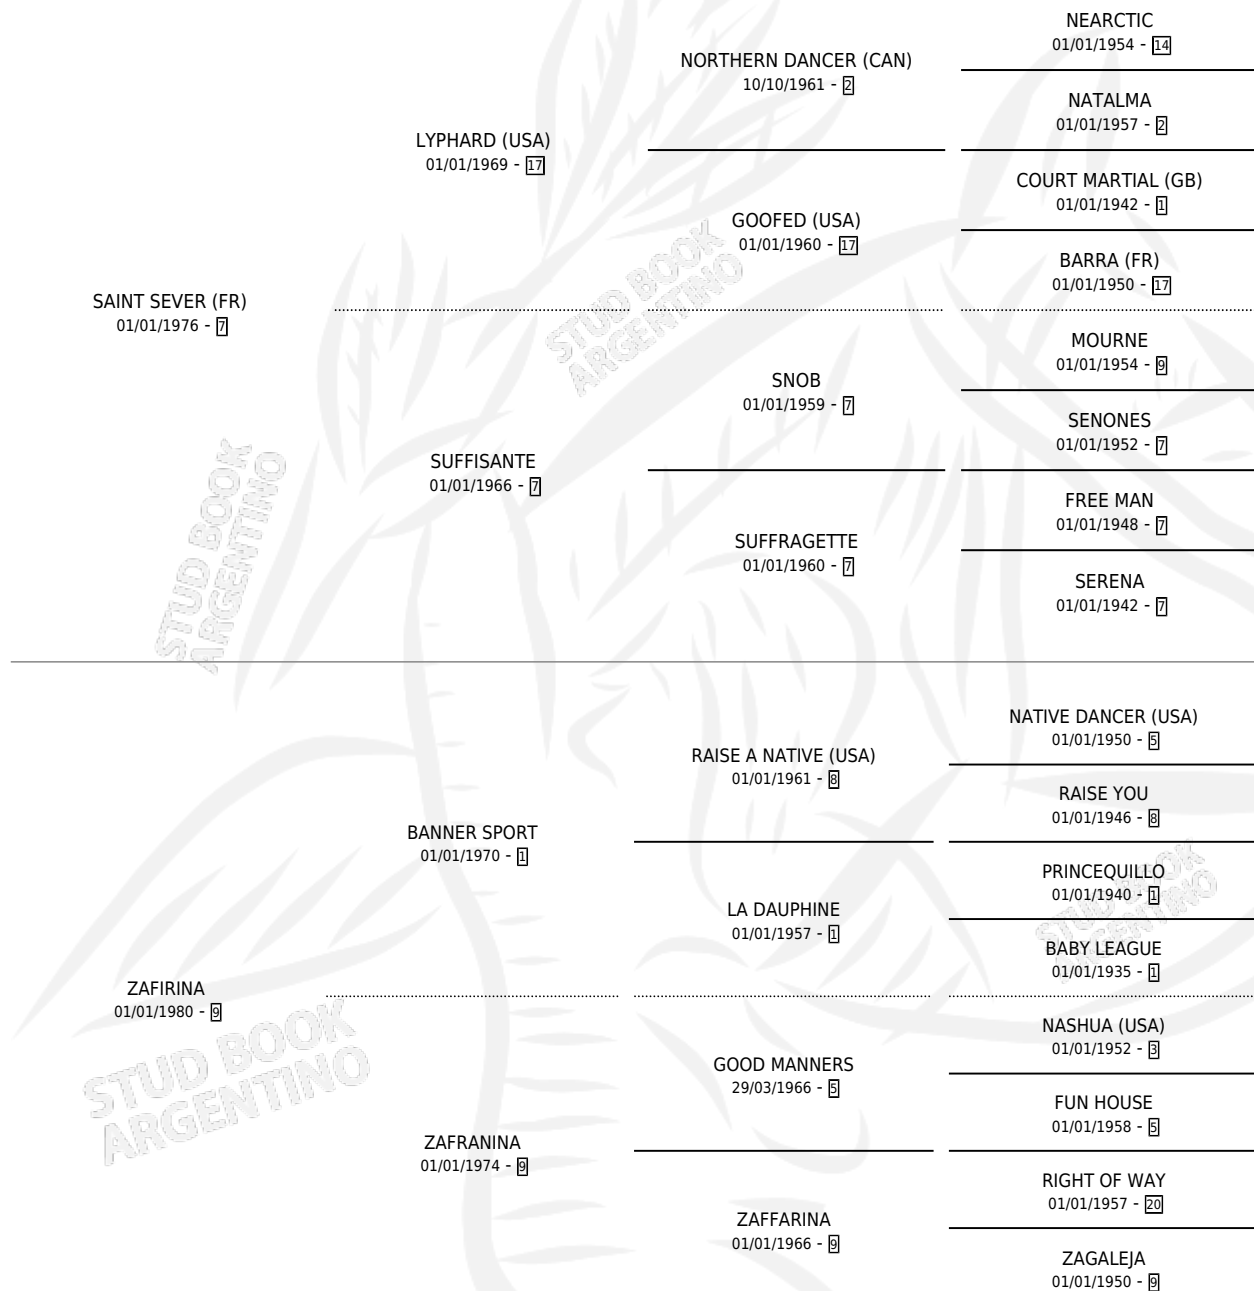 NEARCTIC
01/01/1954 - 14
NORTHERN DANCER (CAN)
10/10/1961 - 2
NATALMA
01/01/1957 - 2
LYPHARD (USA)
01/01/1969 - 17
COURT MARTIAL (GB)
01/01/1942 - 1
GOOFED (USA)
01/01/1960 - 17
BARRA (FR)
01/01/1950 - 17
SAINT SEVER (FR)
01/01/1976 - 7
MOURNE
01/01/1954 - 9
SNOB
01/01/1959 - 7
SENONES
01/01/1952 - 7
SUFFISANTE
01/01/1966 - 7
FREE MAN
01/01/1948 - 7
SUFFRAGETTE
01/01/1960 - 7
SERENA
01/01/1942 - 7
NATIVE DANCER (USA)
01/01/1950 - 5
RAISE A NATIVE (USA)
01/01/1961 - 8
RAISE YOU
01/01/1946 - 8
BANNER SPORT
01/01/1970 - 1
PRINCEQUILLO
01/01/1940 - 1
LA DAUPHINE
01/01/1957 - 1
BABY LEAGUE
01/01/1935 - 1
ZAFIRINA
01/01/1980 - 9
NASHUA (USA)
01/01/1952 - 3
GOOD MANNERS
29/03/1966 - 5
FUN HOUSE
01/01/1958 - 5
ZAFRANINA
01/01/1974 - 9
RIGHT OF WAY
01/01/1957 - 20
ZAFFARINA
01/01/1966 - 9
ZAGALEJA
01/01/1950 - 9
STUD BOOK
ARGENTINO
STUD BOOK
ARGENTINO
STUD BOOK
ARGENTINO
STUD BOOK
ARGENTINO